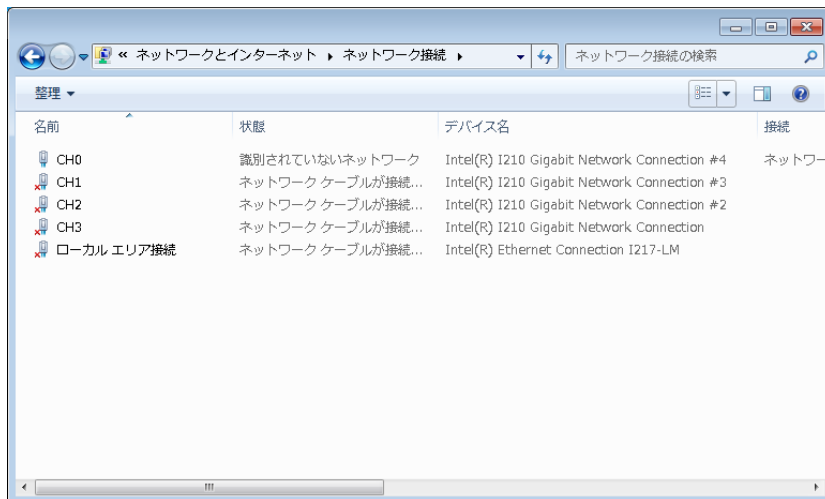 « ネットワークとインターネット ▸ ネットワーク接続 ▸ ネットワーク接続の検索
整理
名前 状態 デバイス名 接続
CH0 識別されていないネットワーク Intel(R) I210 Gigabit Network Connection #4 ネットワー
CH1 ネットワーク ケーブルが接続... Intel(R) I210 Gigabit Network Connection #3
CH2 ネットワーク ケーブルが接続... Intel(R) I210 Gigabit Network Connection #2
CH3 ネットワーク ケーブルが接続... Intel(R) I210 Gigabit Network Connection
ローカル エリア接続 ネットワーク ケーブルが接続... Intel(R) Ethernet Connection I217-LM